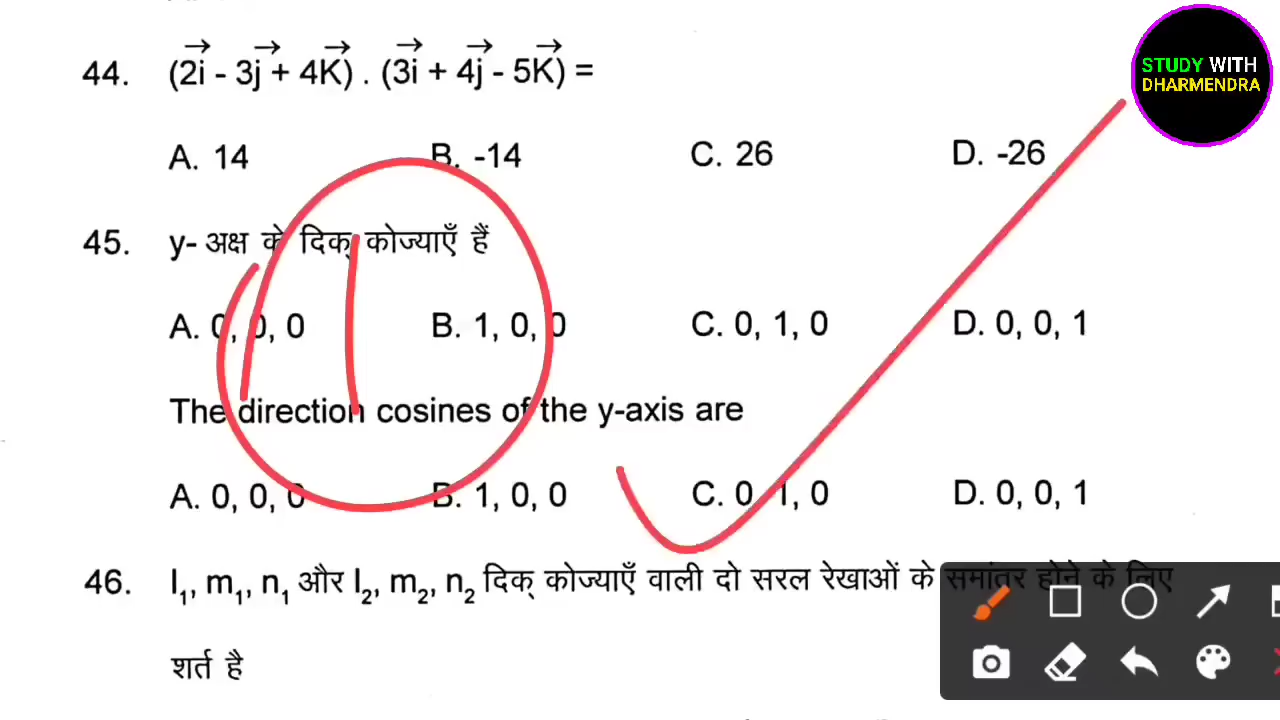 STUDY WITH
DHARMENDRA
44. (2i⃗ - 3j⃗ + 4K⃗) . (3i⃗ + 4j⃗ - 5K⃗) =
A. 14 B. -14 C. 26 D. -26
45. y- अक्ष के दिक् कोज्याएँ हैं
A. 0, 0, 0 B. 1, 0, 0 C. 0, 1, 0 D. 0, 0, 1
The direction cosines of the y-axis are
A. 0, 0, 0 B. 1, 0, 0 C. 0, 1, 0 D. 0, 0, 1
46. l₁, m₁, n₁ और l₂, m₂, n₂ दिक् कोज्याएँ वाली दो सरल रेखाओं के समांतर होने के लिए
शर्त है